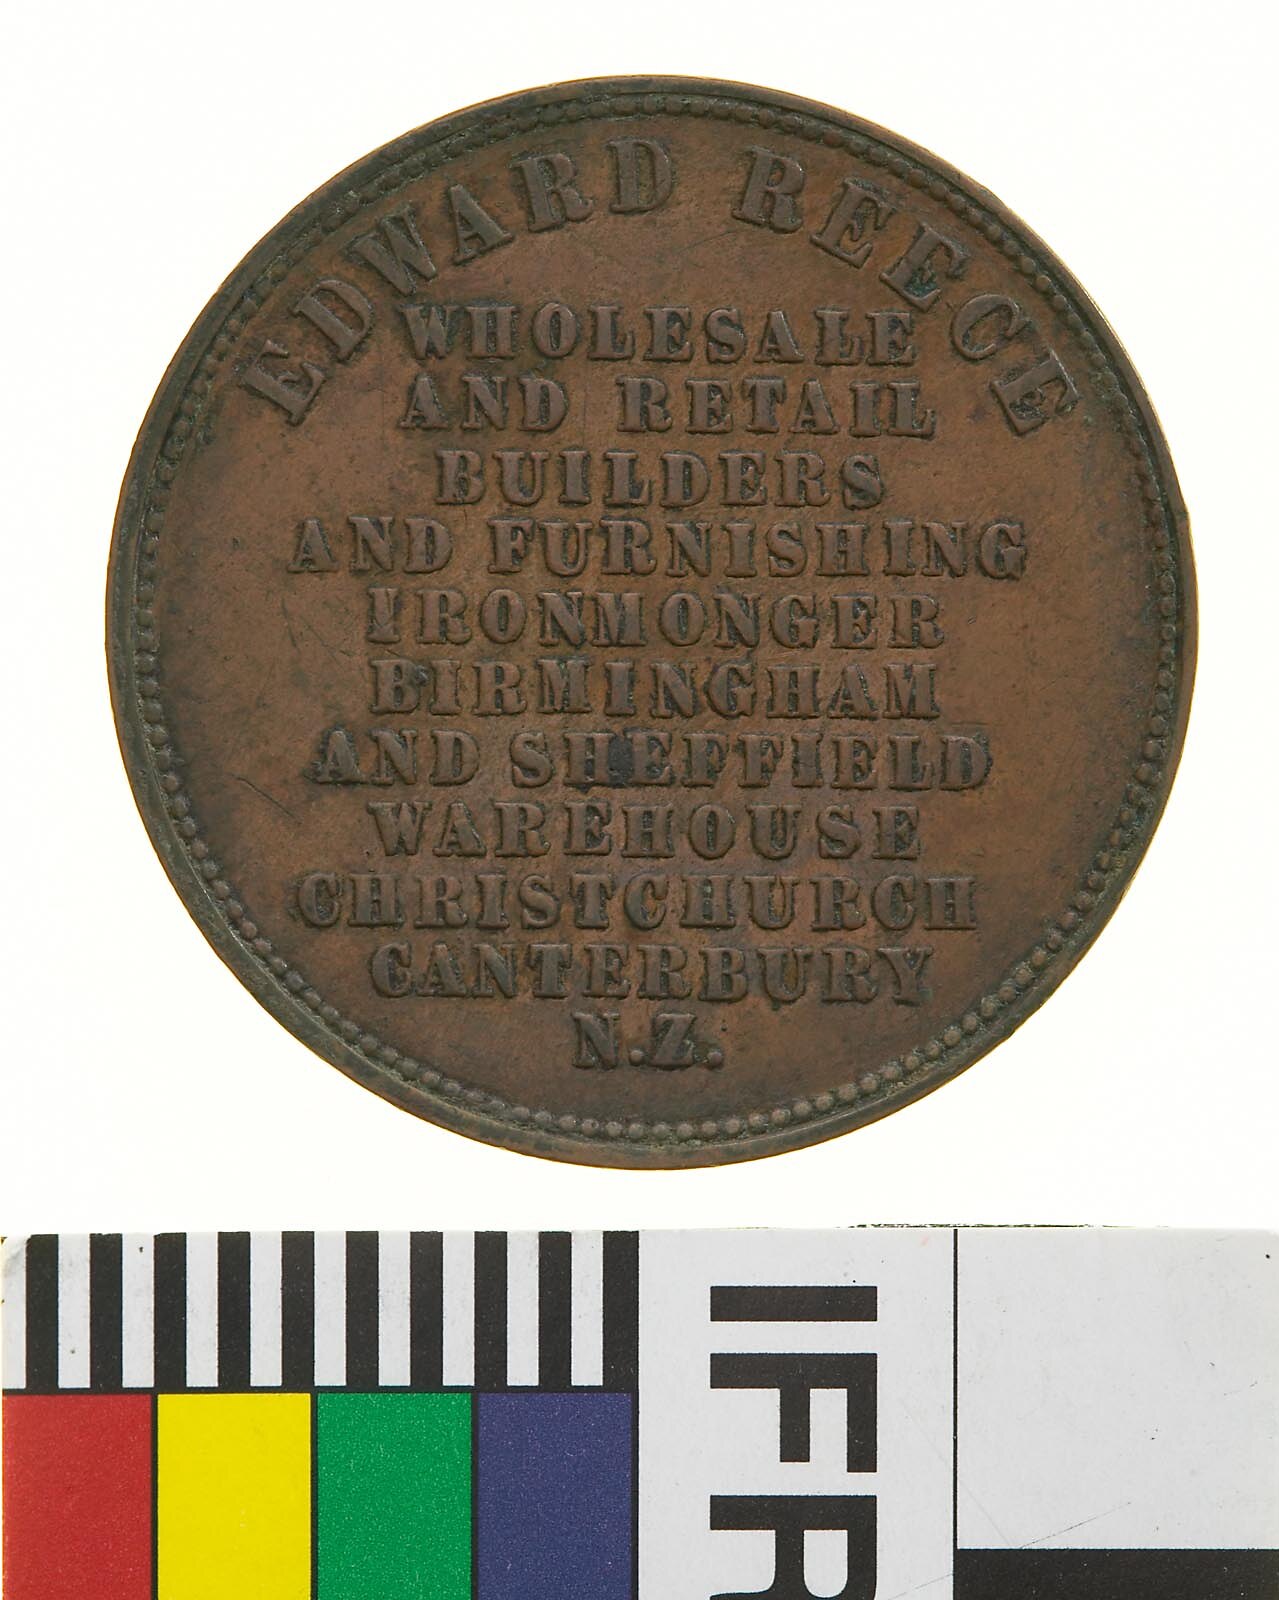 EDWARD REECE
WHOLESALE
AND RETAIL
BUILDERS
AND FURNISHING
IRONMONGER
BIRMINGHAM
AND SHEFFIELD
WAREHOUSE
CHRISTCHURCH
CANTERBURY
N.Z.
IFR